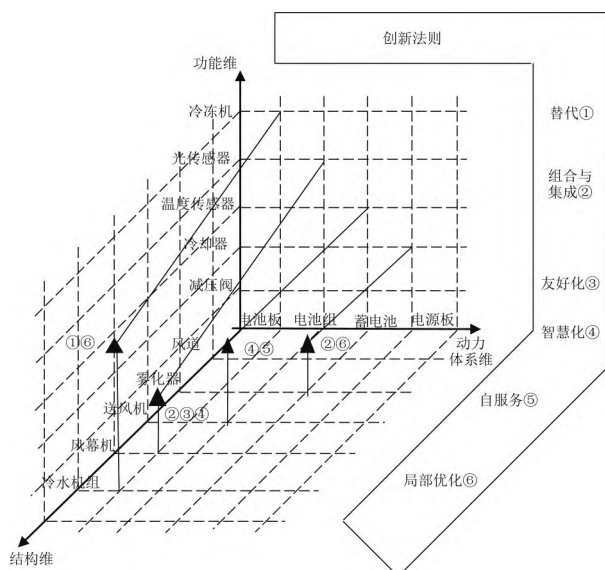 创新法则
功能维
冷冻机
替代①
光传感器
组合与
集成②
温度传感器
冷却器
减压阀
友好化③
电池板
电池组
蓄电池
电源板
智慧化④
风道
动力
体系维
①⑥
④⑤
②⑥
雾化器
自服务⑤
送风机
②③④
风幕机
冷水机组
局部优化⑥
结构维